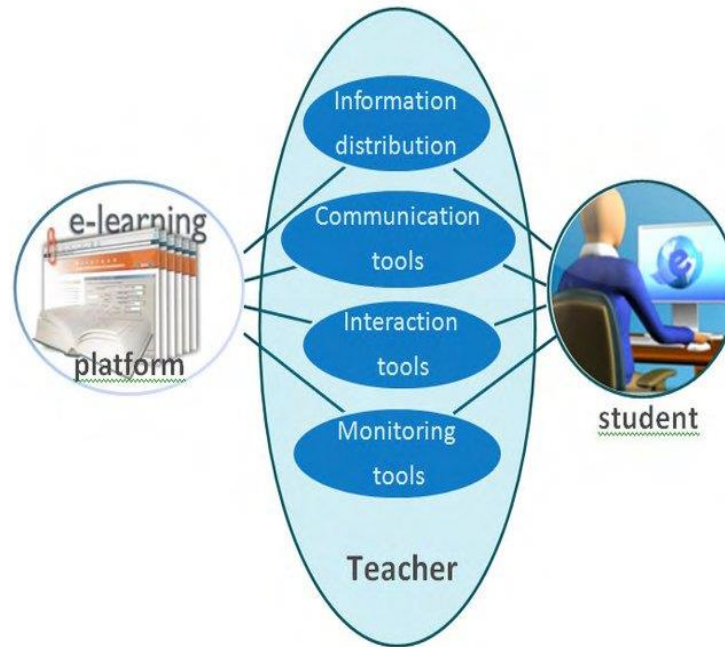 Information
distribution
e-learning
Communication
tools
platform
Interaction
tools
student
Monitoring
tools
Teacher